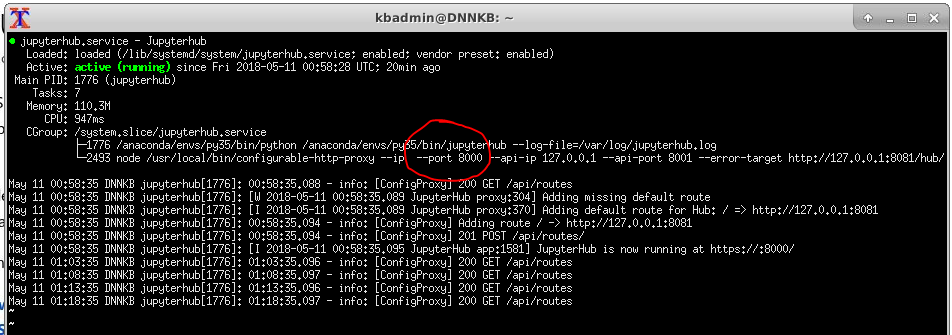 kbadmin@DNNKB: ~
● jupyterhub.service - Jupyterhub
Loaded: loaded (/lib/systemd/system/jupyterhub.service; enabled; vendor preset: enabled)
Active: active (running) since Fri 2018-05-11 00:58:28 UTC; 20min ago
Main PID: 1776 (jupyterhub)
Tasks: 7
Memory: 110.3M
CPU: 947ms
CGroup: /system.slice/jupyterhub.service
├─1776 /anaconda/envs/py35/bin/python /anaconda/envs/py35/bin/jupyterhub --log-file=/var/log/jupyterhub.log
└─2493 node /usr/local/bin/configurable-http-proxy --ip --port 8000 --api-ip 127.0.0.1 --api-port 8001 --error-target http://127.0.0.1:8081/hub/
May 11 00:58:35 DNNKB jupyterhub[1776]: 00:58:35.088 - info: [ConfigProxy] 200 GET /api/routes
May 11 00:58:35 DNNKB jupyterhub[1776]: [W 2018-05-11 00:58:35.089 JupyterHub proxy:304] Adding missing default route
May 11 00:58:35 DNNKB jupyterhub[1776]: [I 2018-05-11 00:58:35.089 JupyterHub proxy:370] Adding default route for Hub: / => http://127.0.0.1:8081
May 11 00:58:35 DNNKB jupyterhub[1776]: 00:58:35.094 - info: [ConfigProxy] Adding route / -> http://127.0.0.1:8081
May 11 00:58:35 DNNKB jupyterhub[1776]: 00:58:35.094 - info: [ConfigProxy] 201 POST /api/routes/
May 11 00:58:35 DNNKB jupyterhub[1776]: [I 2018-05-11 00:58:35.095 JupyterHub app:1581] JupyterHub is now running at https://:8000/
May 11 01:03:35 DNNKB jupyterhub[1776]: 01:03:35.096 - info: [ConfigProxy] 200 GET /api/routes
May 11 01:08:35 DNNKB jupyterhub[1776]: 01:08:35.097 - info: [ConfigProxy] 200 GET /api/routes
May 11 01:13:35 DNNKB jupyterhub[1776]: 01:13:35.096 - info: [ConfigProxy] 200 GET /api/routes
May 11 01:18:35 DNNKB jupyterhub[1776]: 01:18:35.097 - info: [ConfigProxy] 200 GET /api/routes
~
~